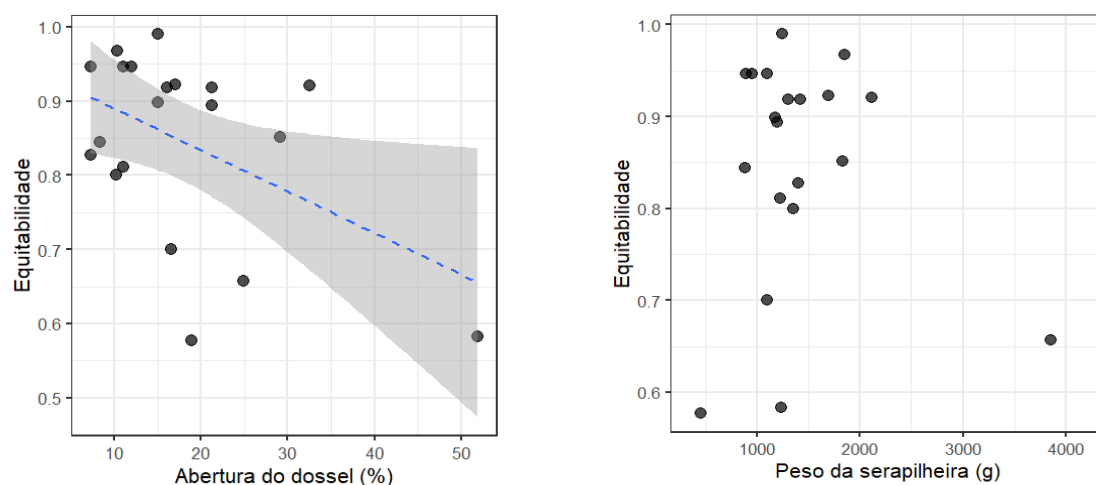 1.0
0.9
0.8
0.7
0.6
0.5
Equitabilidade
10 20 30 40 50
Abertura do dossel (%)
1.0
0.9
0.8
0.7
0.6
Equitabilidade
1000 2000 3000 4000
Peso da serapilheira (g)